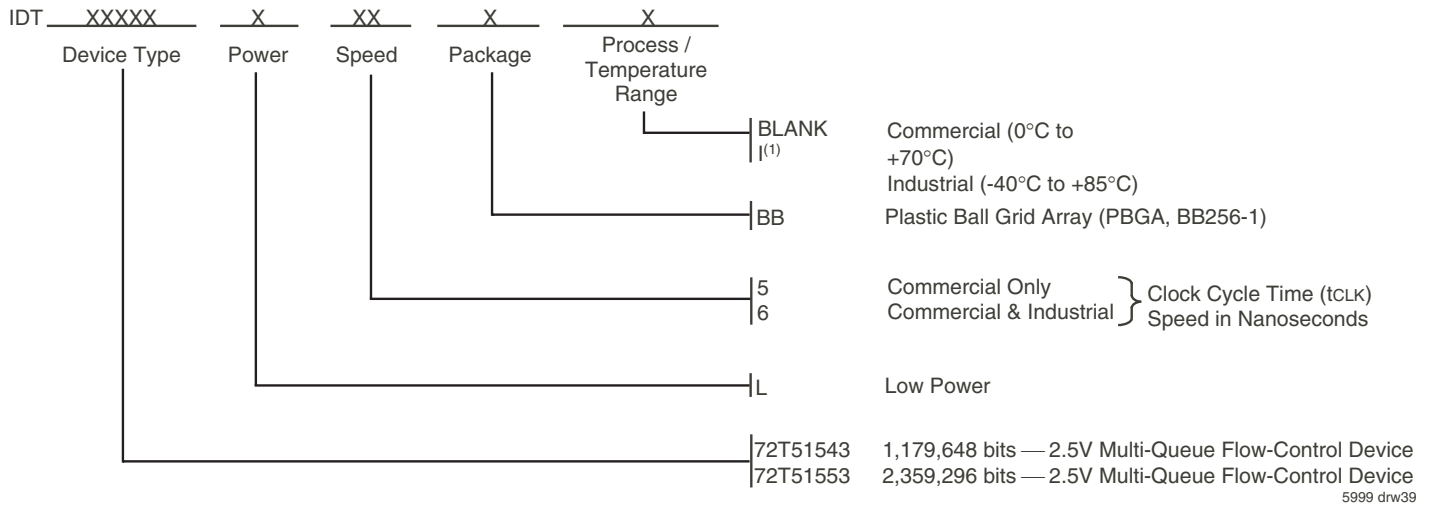 IDT XXXXX X XX X X
Device Type Power Speed Package Process /
Temperature
Range
BLANK Commercial (0°C to
+70°C)
I(1) Industrial (-40°C to +85°C)
BB Plastic Ball Grid Array (PBGA, BB256-1)
5 Commercial Only
6 Commercial & Industrial
Clock Cycle Time (tCLK)
Speed in Nanoseconds
L Low Power
72T51543 1,179,648 bits — 2.5V Multi-Queue Flow-Control Device
72T51553 2,359,296 bits — 2.5V Multi-Queue Flow-Control Device
5999 drw39